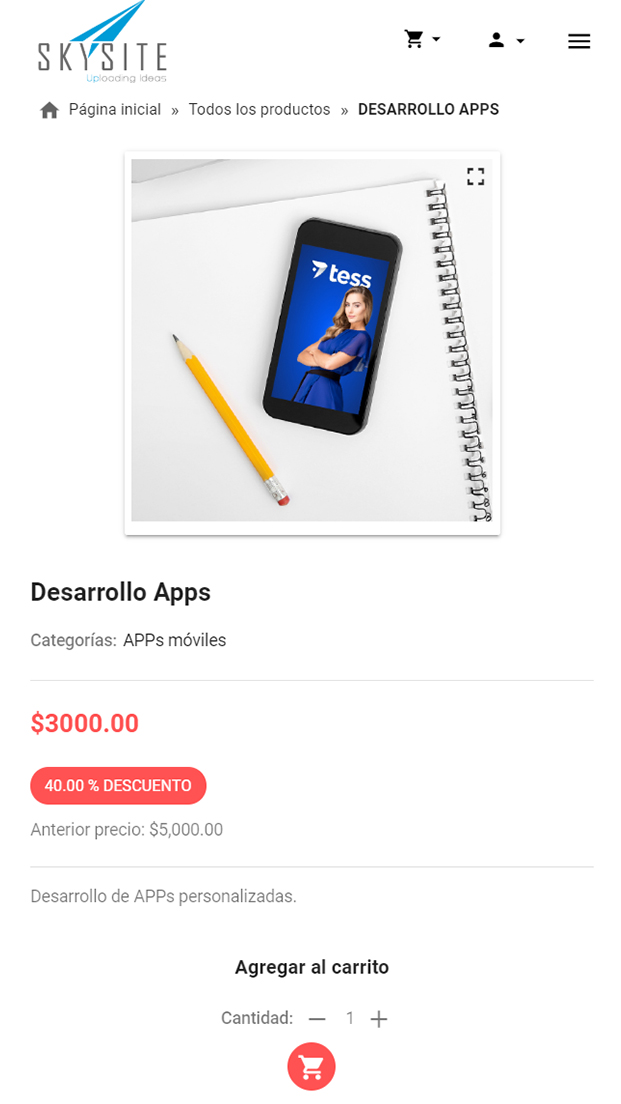 SKYSITE
Uploading Ideas
Página inicial » Todos los productos » DESARROLLO APPS
tess
Desarrollo Apps
Categorías: APPs móviles
$3000.00
40.00 % DESCUENTO
Anterior precio: $5,000.00
Desarrollo de APPs personalizadas.
Agregar al carrito
Cantidad: 1